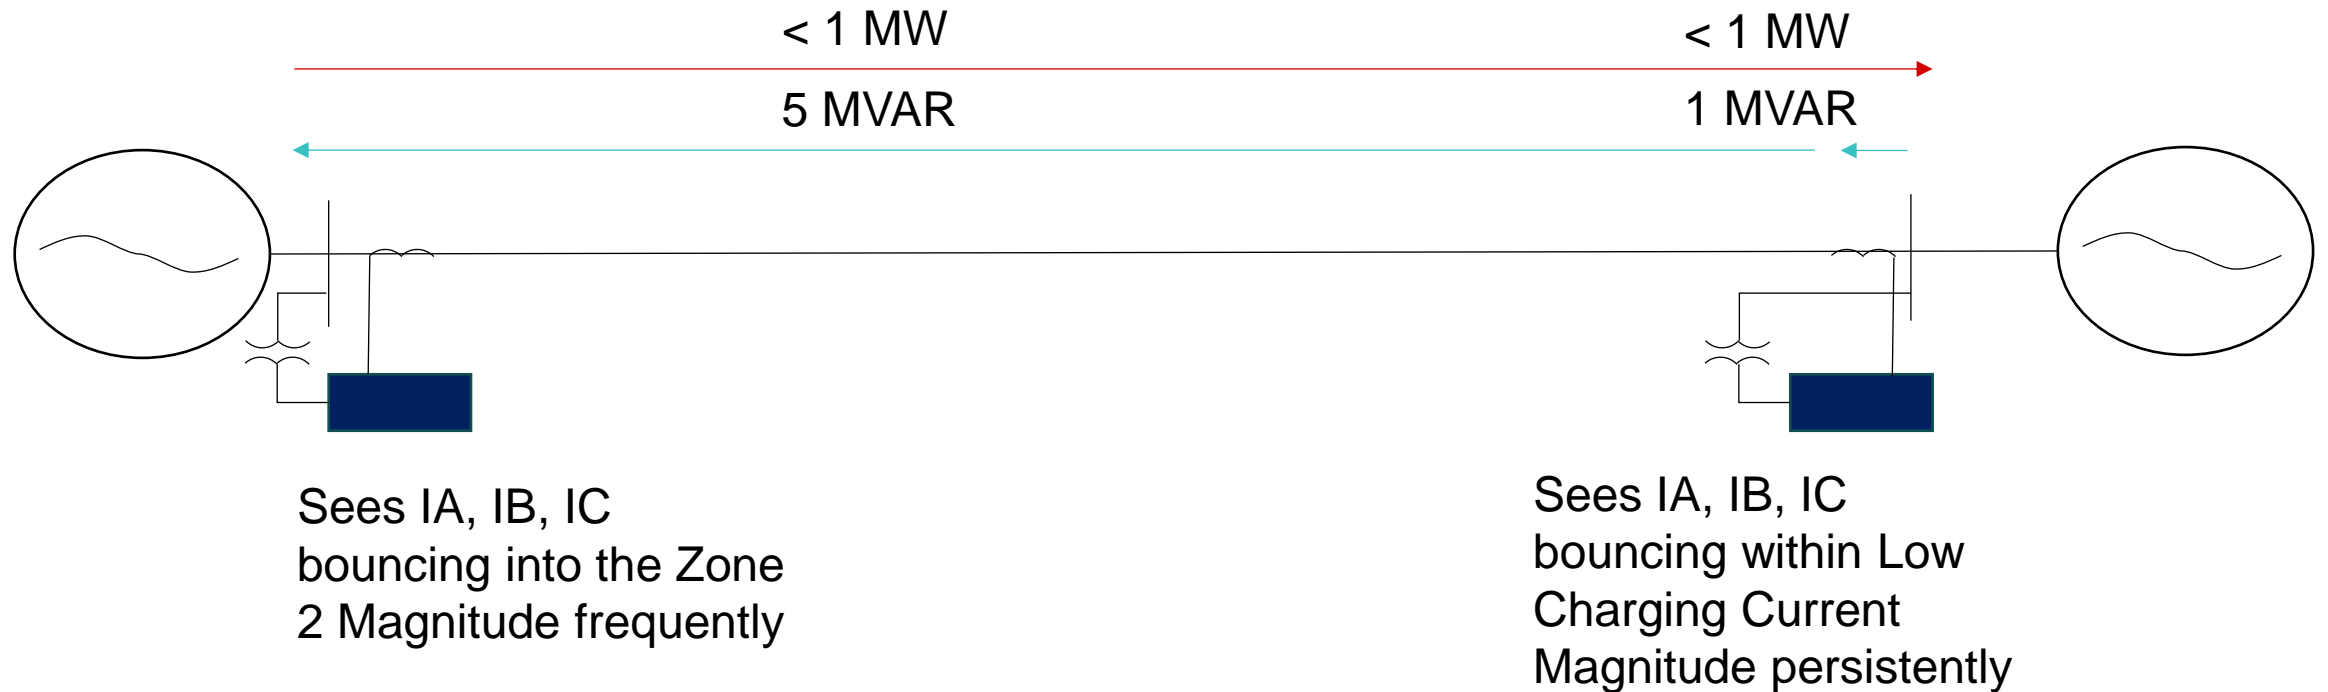 < 1 MW
< 1 MW
5 MVAR
1 MVAR
Sees IA, IB, IC
bouncing into the Zone
2 Magnitude frequently
Sees IA, IB, IC
bouncing within Low
Charging Current
Magnitude persistently